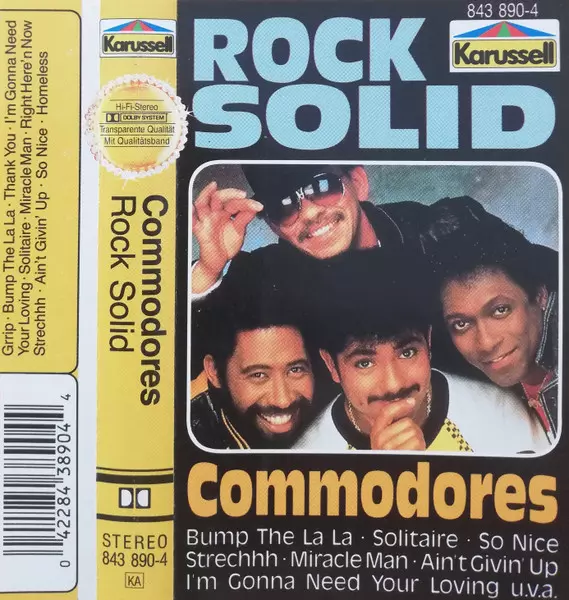 Grrip · Bump The La La · Thank You · I'm Gonna Need
Your Loving · Solitaire · Miracle Man · Right Here'n Now
Strechhh · Ain't Givin' Up · So Nice · Homeless
0 42284 38904 4
Karussell
Hi-Fi-Stereo
DOLBY SYSTEM
Transparente Qualität
Mit Qualitätsband
Commodores
Rock Solid
STEREO
843 890-4
KA
843 890-4
Karussell
ROCK
SOLID
Commodores
Bump The La La · Solitaire · So Nice
Strechhh · Miracle Man · Ain't Givin' Up
I'm Gonna Need Your Loving u.v.a.